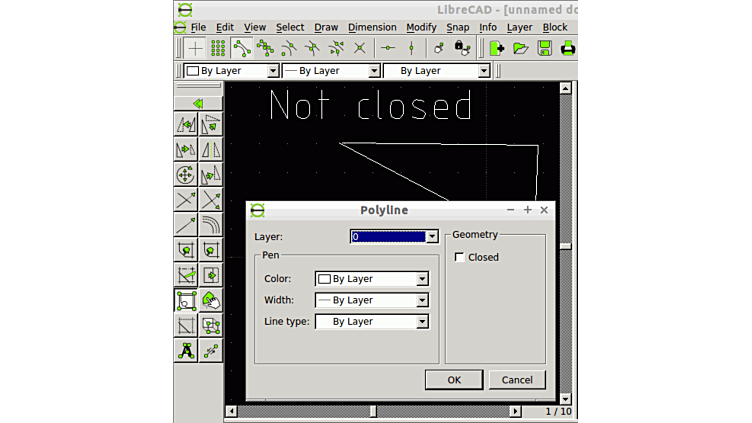 LibreCAD - [unnamed do
File Edit View Select Draw Dimension Modify Snap Info Layer Block
By Layer By Layer By Layer
Not closed
Polyline
Layer: 0
Geometry
Pen
Closed
Color: By Layer
Width: By Layer
Line type: By Layer
OK Cancel
1 / 10